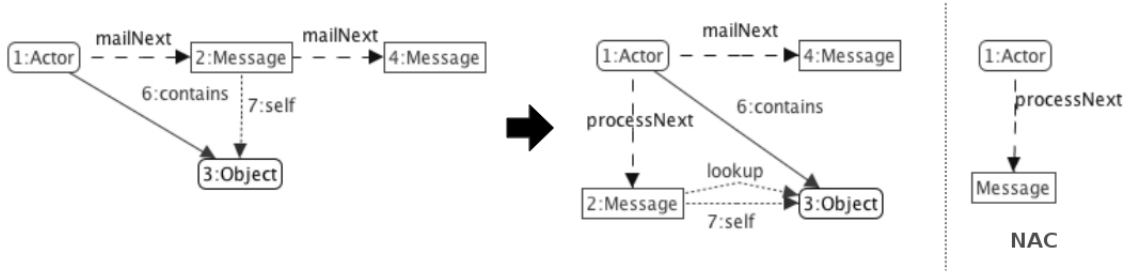 mailNext
mailNext
1:Actor
2:Message
4:Message
6:contains
7:self
3:Object
mailNext
1:Actor
4:Message
6:contains
processNext
lookup
2:Message
3:Object
7:self
1:Actor
processNext
Message
NAC